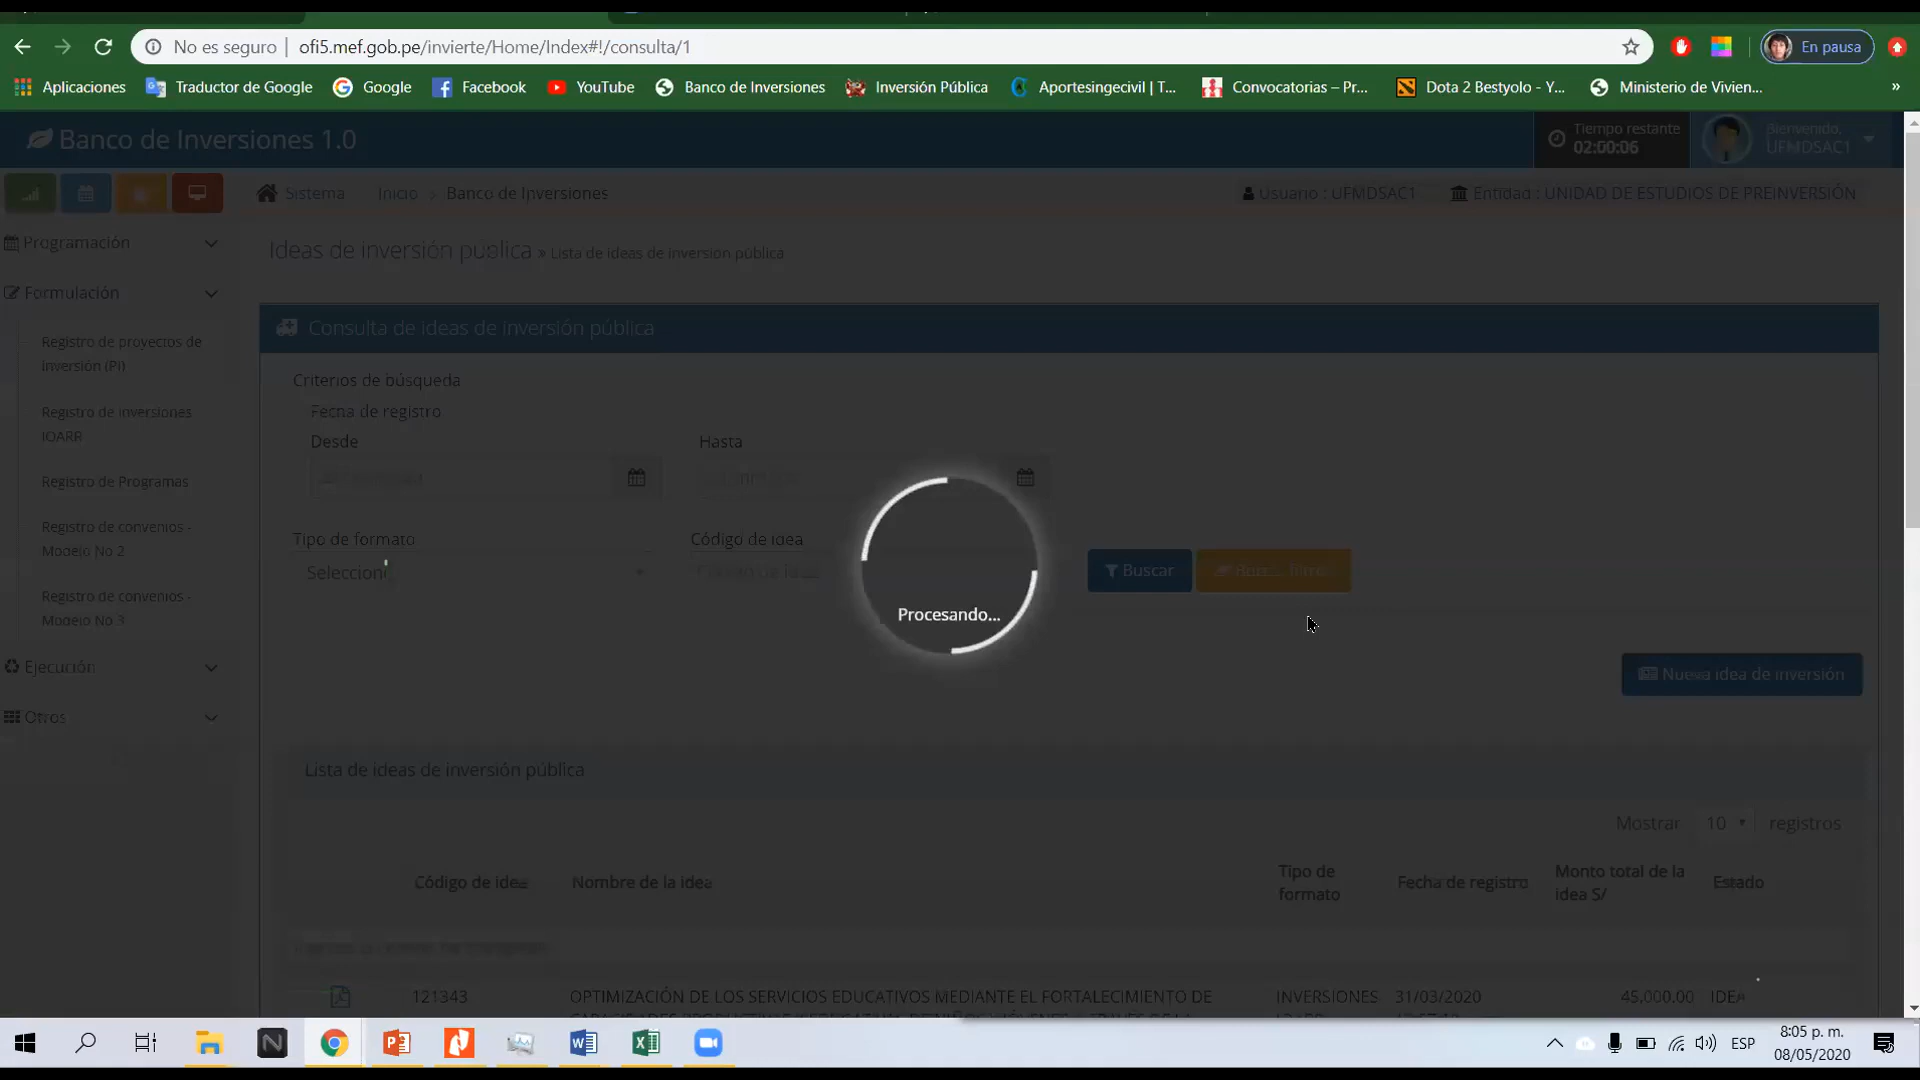 No es seguro | ofi5.mef.gob.pe/invierte/Home/Index#!/consulta/1
En pausa
Aplicaciones Traductor de Google Google Facebook YouTube Banco de Inversiones Inversión Pública Aportesingecivil | T... Convocatorias – Pr... Dota 2 Bestyolo - Y... Ministerio de Vivien... »
Banco de Inversiones 1.0
Tiempo restante
02:00:06
Bienvenido,
UFMDSAC1
Sistema Inicio > Banco de Inversiones
Usuario : UFMDSAC1 Entidad : UNIDAD DE ESTUDIOS DE PREINVERSIÓN
Programación
Formulación
Registro de proyectos de
inversión (PI)
Registro de inversiones
IOARR
Registro de Programas
Registro de convenios -
Modelo No 2
Registro de convenios -
Modelo No 3
Ejecución
Otros
Ideas de inversión pública » Lista de ideas de inversión pública
Consulta de ideas de inversión pública
Criterios de búsqueda
Fecha de registro
Desde Hasta
Tipo de formato Código de idea
Seleccion
Código de idea
Buscar
Procesando...
Nueva idea de inversión
Lista de ideas de inversión pública
Mostrar 10 registros
Código de idea Nombre de la idea Tipo de
formato Fecha de registro Monto total de la
idea S/ Estado
121343 OPTIMIZACIÓN DE LOS SERVICIOS EDUCATIVOS MEDIANTE EL FORTALECIMIENTO DE INVERSIONES 31/03/2020 45,000.00 IDEA
ESP
8:05 p. m.
08/05/2020